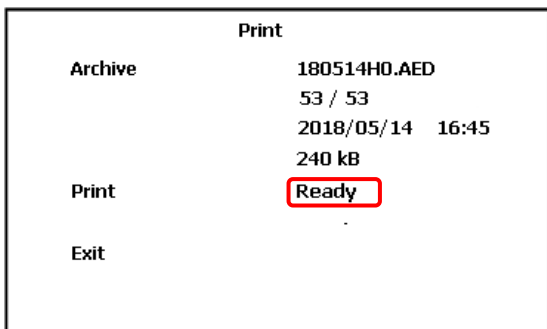 Print
Archive 180514H0.AED
53 / 53
2018/05/14 16:45
240 kB
Print Ready
Exit